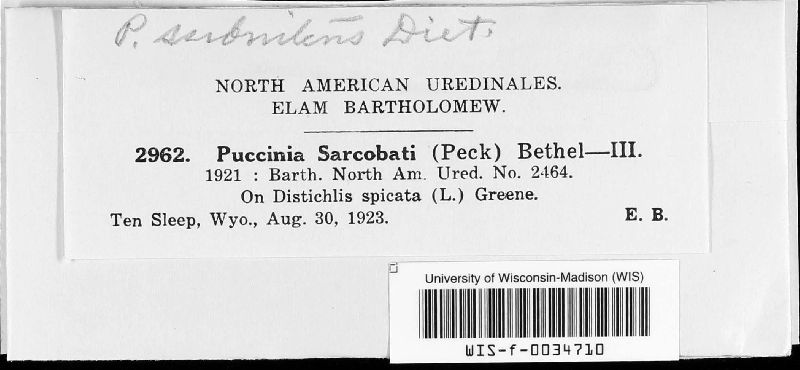 P. subnitens Diet.
NORTH AMERICAN UREDINALES.
ELAM BARTHOLOMEW.
2962. Puccinia Sarcobati (Peck) Bethel—III.
1921 : Barth. North Am. Ured. No. 2464.
On Distichlis spicata (L.) Greene.
Ten Sleep, Wyo., Aug. 30, 1923. E. B.
University of Wisconsin-Madison (WIS)
WIS-f-0034710